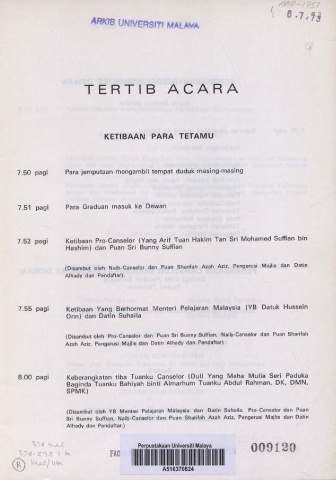 ARKIB UNIVERSITI MALAYA
TERTIB ACARA
KETIBAAN PARA TETAMU
7.50 pagi Para jemputaan mengambil tempat duduk masing-masing
7.51 pagi Para Graduan masuk ke Dewan
7.52 pagi Ketibaan Pro-Canselor (Yang Arif Tuan Hakim Tan Sri Mohamed Suffian bin
Hashim) dan Puan Sri Bunny Suffian
(Disambut oleh Naib-Canselor dan Puan Sharifah Azah Aziz, Pengerusi Majlis dan Datin
Alhady dan Pendaftar).
7.55 pagi Ketibaan Yang Berhormat Menteri Pelajaran Malaysia (YB Datuk Hussein
Onn) dan Datin Suhaila
(Disambut oleh Pro-Canselor dan Puan Sri Bunny Suffian, Naib-Canselor dan Puan Sharifah
Azah Aziz, Pengerusi Majlis dan Datin Alhady dan Pendaftar).
8.00 pagi Keberangkatan tiba Tuanku Canselor (Duli Yang Maha Mulia Seri Paduka
Baginda Tuanku Bahiyah binti Almarhum Tuanku Abdul Rahman, DK, DMN,
SPMK)
(Disambut oleh YB Menteri Pelajaran Malaysia dan Datin Suhaila, Pro-Canselor dan Puan
Sri Bunny Suffian, Naib-Canselor dan Puan Sharifah Azah Aziz, Pengerusi Majlis dan Datin
Alhady dan Pendaftar.)
Perpustakaan Universiti Malaya
A516370824
009120